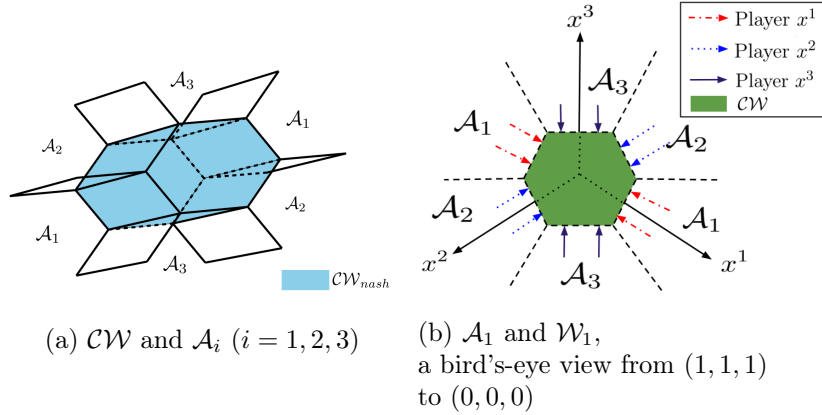 𝒜₃
𝒜₁
𝒜₂
𝒜₂
𝒜₁
𝒜₃
𝒞𝒲ₙₐₛₕ
(a) 𝒞𝒲 and 𝒜ᵢ (i = 1, 2, 3)
x³
Player x¹
Player x²
Player x³
𝒞𝒲
𝒜₃
𝒜₁
𝒜₂
𝒜₂
𝒜₁
𝒜₃
x²
x¹
(b) 𝒜₁ and 𝒲₁,
a bird's-eye view from (1, 1, 1)
to (0, 0, 0)